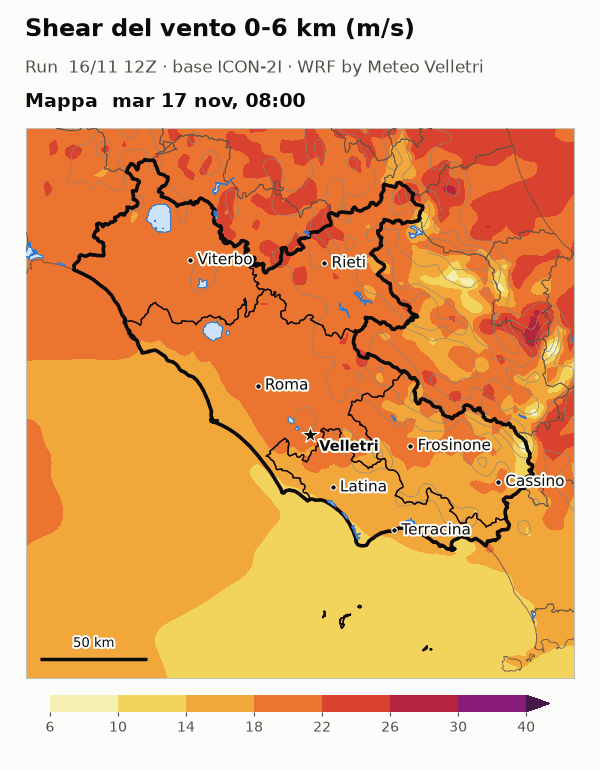 Shear del vento 0-6 km (m/s)
Run  16/11 12Z · base ICON-2I · WRF by Meteo Velletri
Mappa  mar 17 nov, 08:00
Viterbo
Rieti
Roma
Velletri
Frosinone
Latina
Cassino
Terracina
50 km
6 10 14 18 22 26 30 40